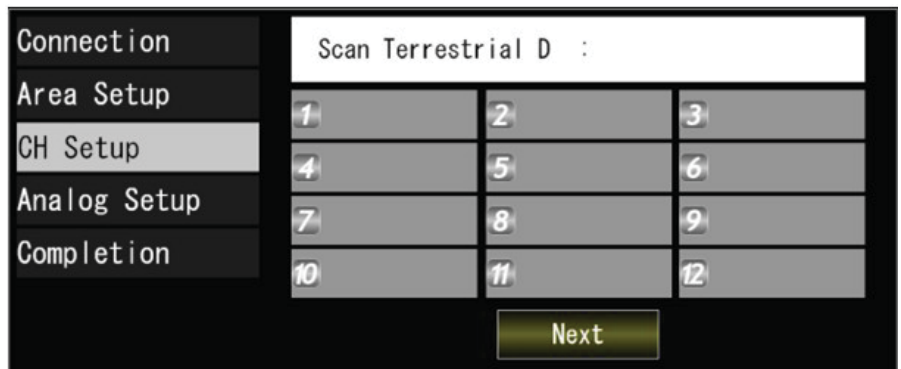 Connection
Area Setup
CH Setup
Analog Setup
Completion
Scan Terrestrial D :
1 2 3
4 5 6
7 8 9
10 11 12
Next